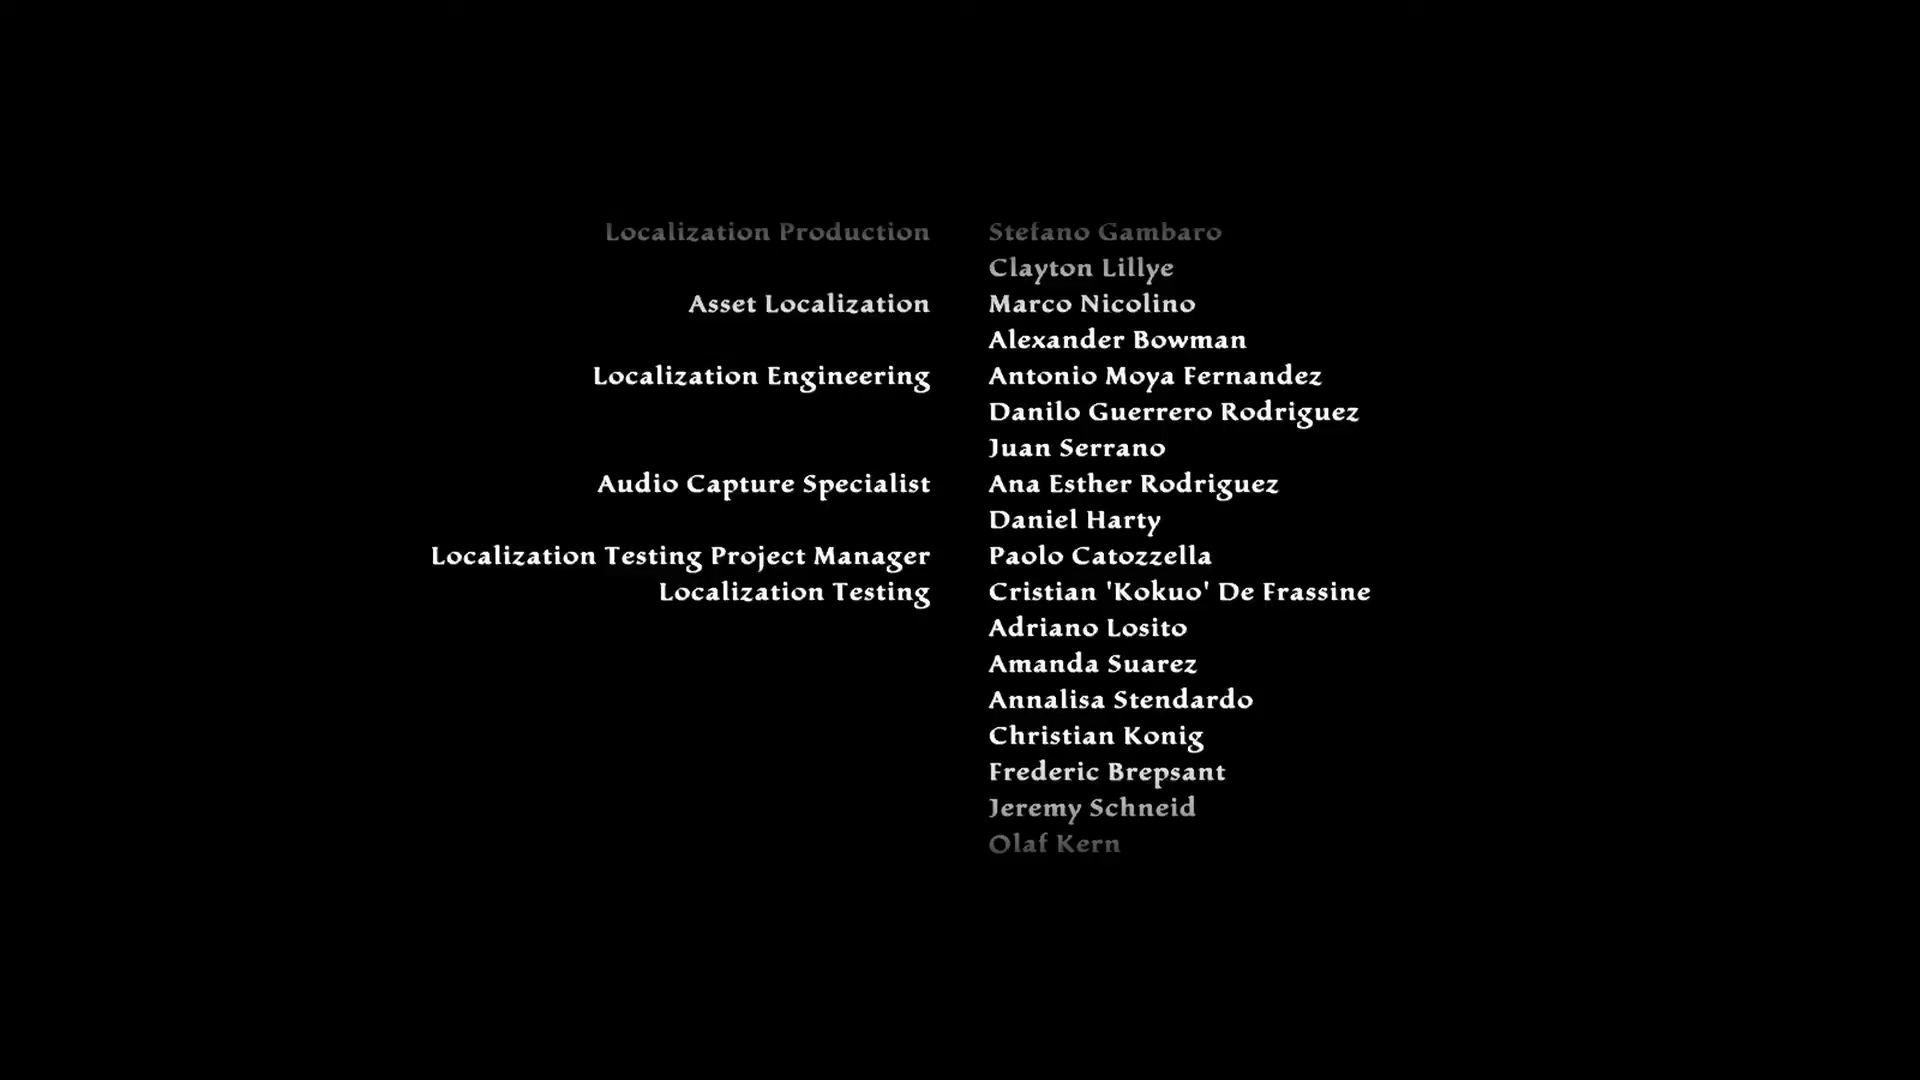 Localization Production Stefano Gambaro
Clayton Lillye
Asset Localization Marco Nicolino
Alexander Bowman
Localization Engineering Antonio Moya Fernandez
Danilo Guerrero Rodriguez
Juan Serrano
Audio Capture Specialist Ana Esther Rodriguez
Daniel Harty
Localization Testing Project Manager Paolo Catozzella
Localization Testing Cristian 'Kokuo' De Frassine
Adriano Losito
Amanda Suarez
Annalisa Stendardo
Christian Konig
Frederic Brepsant
Jeremy Schneid
Olaf Kern